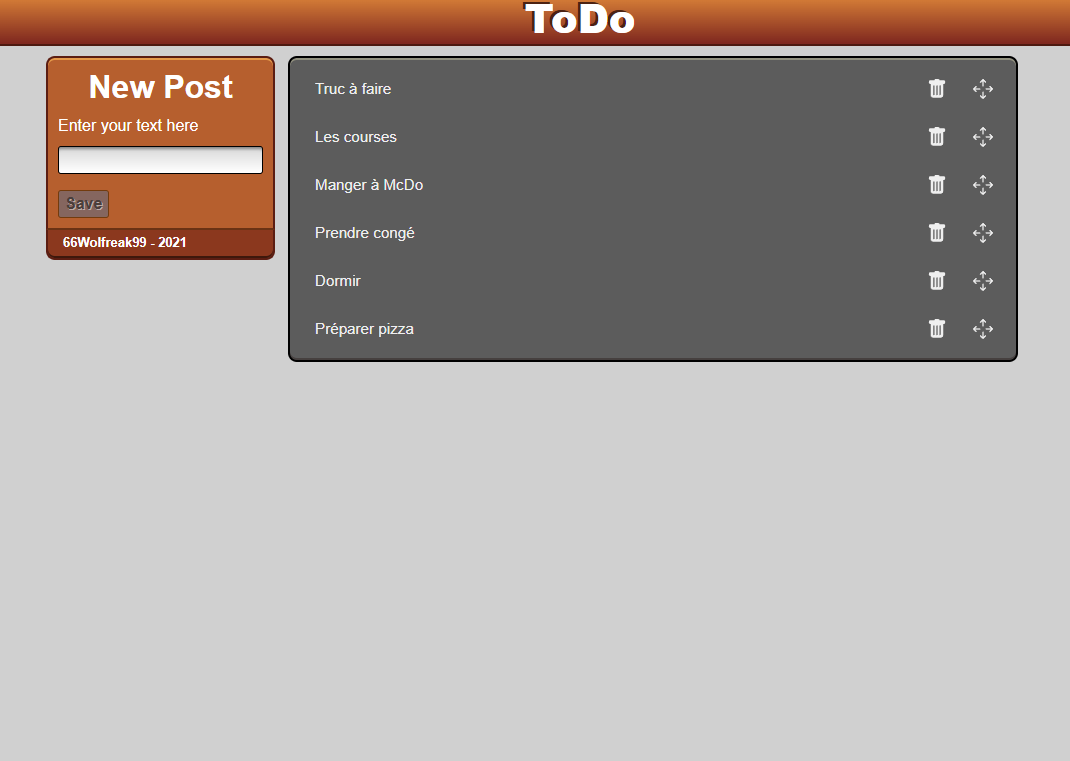 ToDo
New Post
Enter your text here
Save
66Wolfreak99 - 2021
Truc à faire
Les courses
Manger à McDo
Prendre congé
Dormir
Préparer pizza